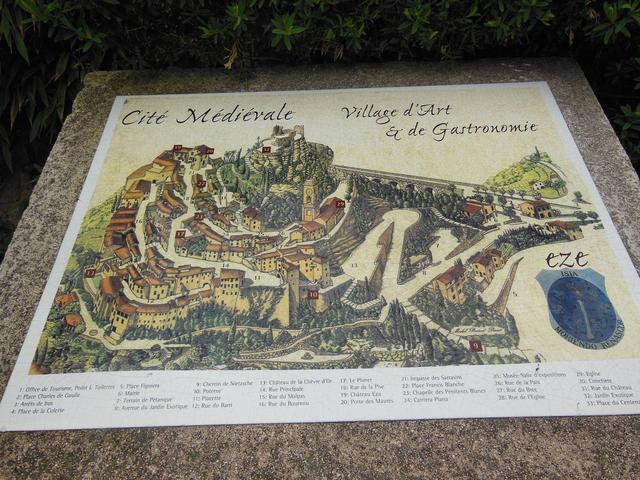 Cité Médiévale
Village d'Art
& de Gastronomie
eze
ISIA
MORIENDO RENASCOR
1: Office de Tourisme, Point I, Toilettes
2: Place Charles de Gaulle
3: Arrêts de bus
4: Place de la Colette
5: Place Figuiera
6: Mairie
7: Terrain de Pétanque
8: Avenue du Jardin Exotique
9: Chemin de Nietzsche
10: Poterne
11: Placette
12: Rue du Barri
13: Château de la Chèvre d'Or
14: Rue Principale
15: Rue du Malpas
16: Rue du Bournou
17: Le Planet
18: Rue de la Pise
19: Château Eza
20: Porte des Maures
21: Impasse des Sarrasins
22: Place Francis Blanche
23: Chapelle des Pénitents Blancs
24: Carriera Plana
25: Musée-Salle d'expositions
26: Rue de la Paix
27: Rue du Brec
28: Rue de l'Eglise
29: Eglise
30: Cimetière
31: Rue du Château
32: Jardin Exotique
33: Place du Centenaire